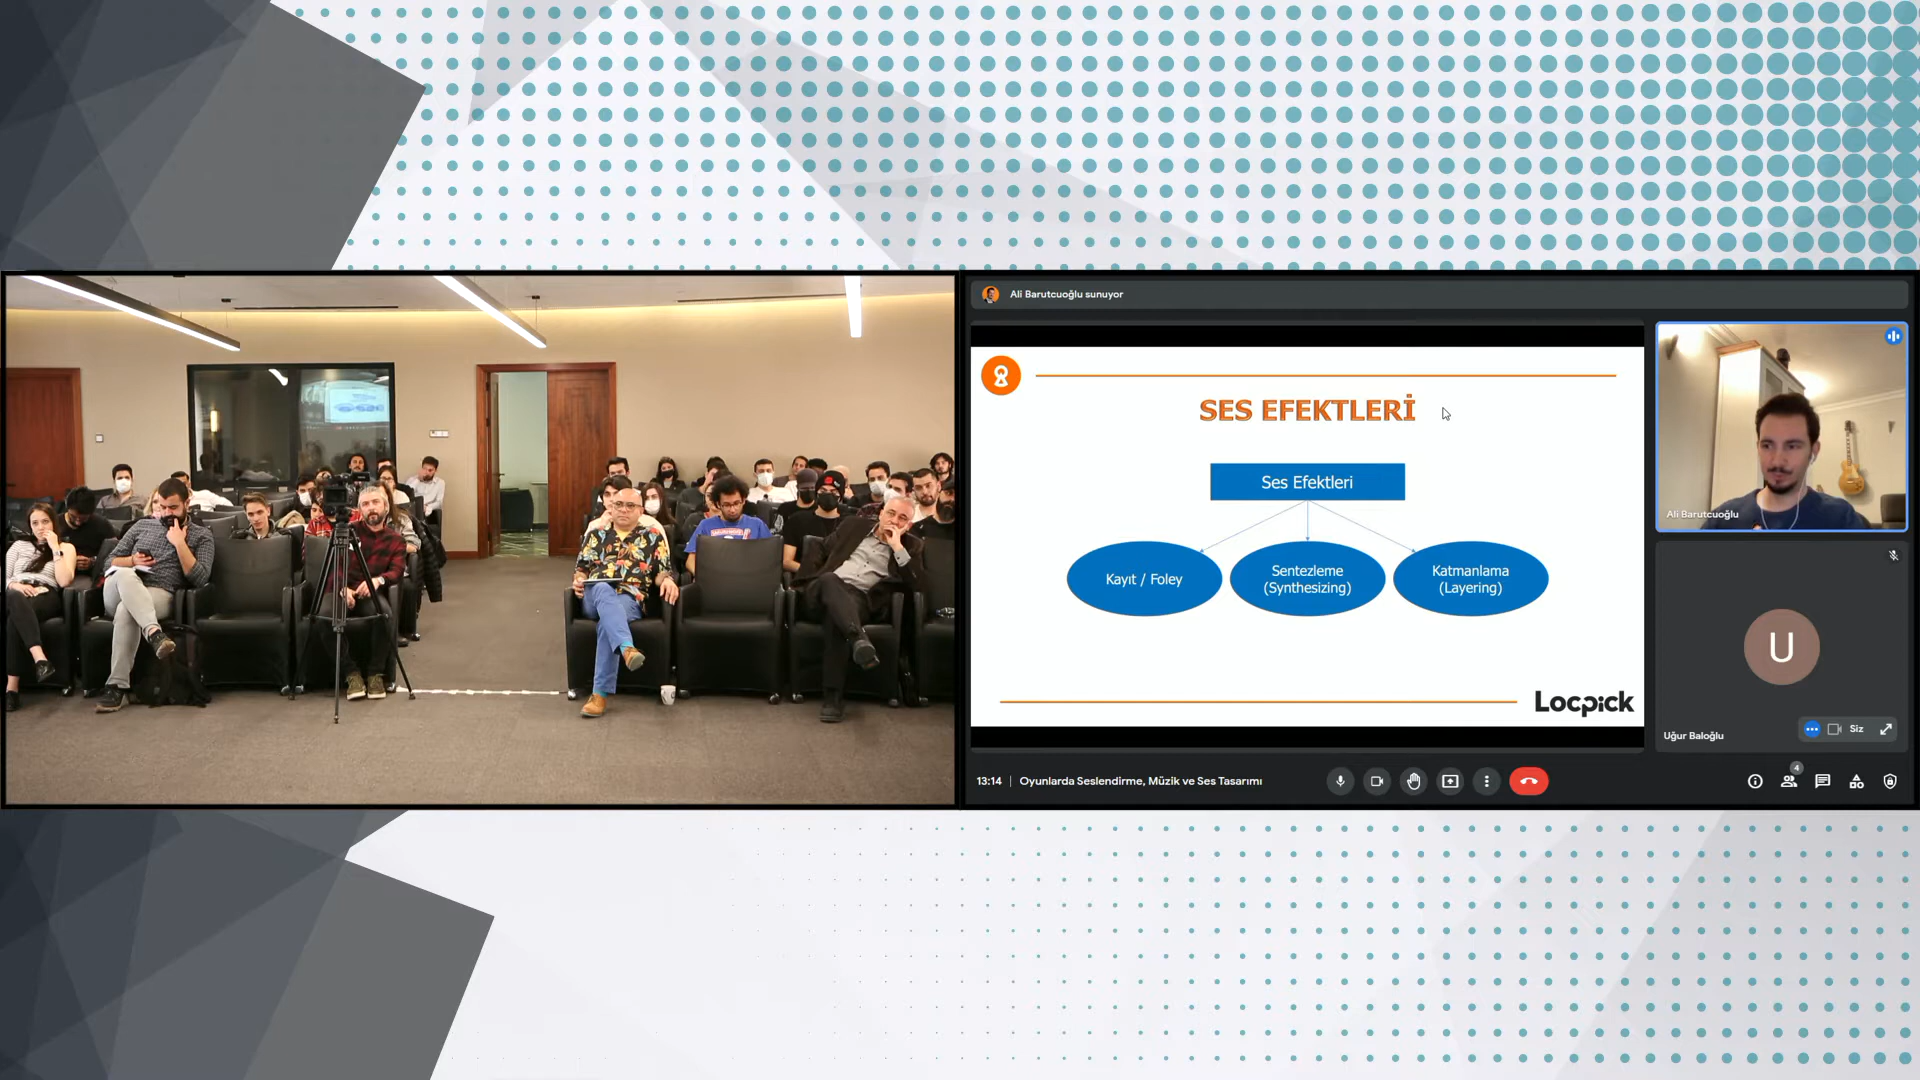 Ali Barutcuoğlu sunuyor
SES EFEKTLERİ
Ses Efektleri
Kayıt / Foley
Sentezleme
(Synthesizing)
Katmanlama
(Layering)
Locpick
Ali Barutcuoğlu
U
Uğur Baloğlu
Siz
13:14 | Oyunlarda Seslendirme, Müzik ve Ses Tasarımı
4